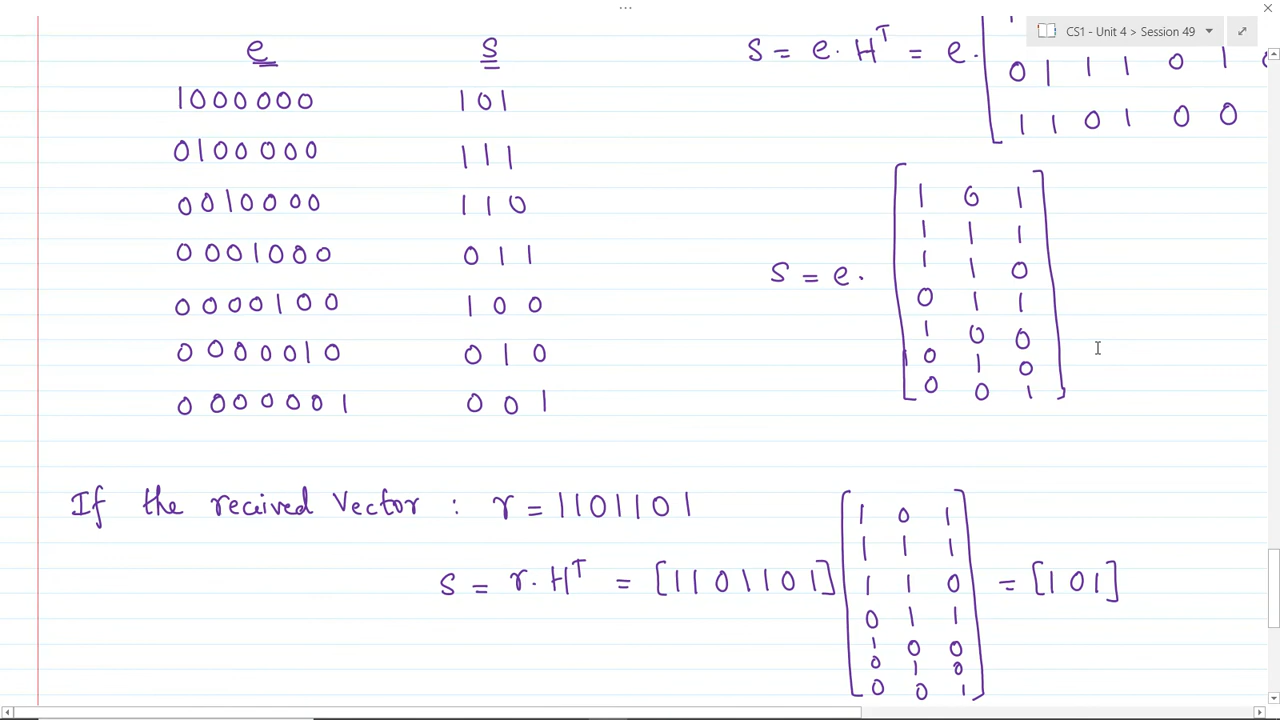 CS1 - Unit 4 > Session 49
e s
1000000 101
0100000 111
0010000 110
0001000 011
0000100 100
0000010 010
0000001 001
S = e. H^T = e. [
0 1 1 1 0 1
1 1 0 1 0 0
S = e. [
1 0 1
1 1 1
1 1 0
0 1 1
1 0 0
0 1 0
0 0 1
]
If the recived Vector : r = 1101101
S = r. H^T = [1101101] [
1 0 1
1 1 1
1 1 0
0 1 1
1 0 0
0 1 0
0 0 1
] = [101]